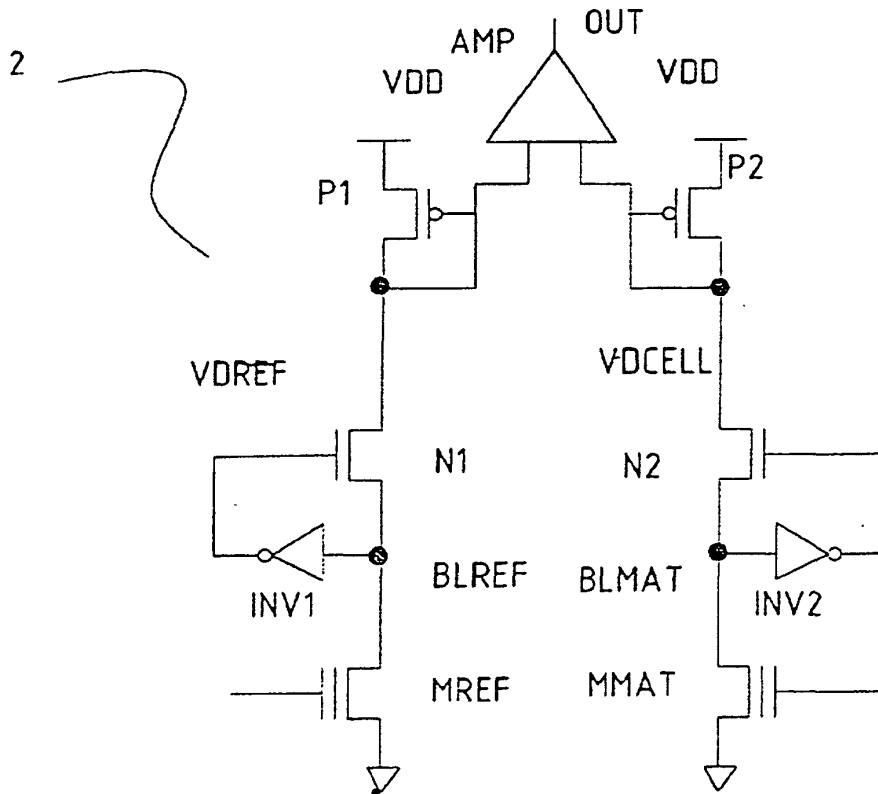 2
AMP OUT
VDD VDD
P1 P2
VDREF VDCELL
N1 N2
BLREF BLMAT
INV1 INV2
MREF MMAT